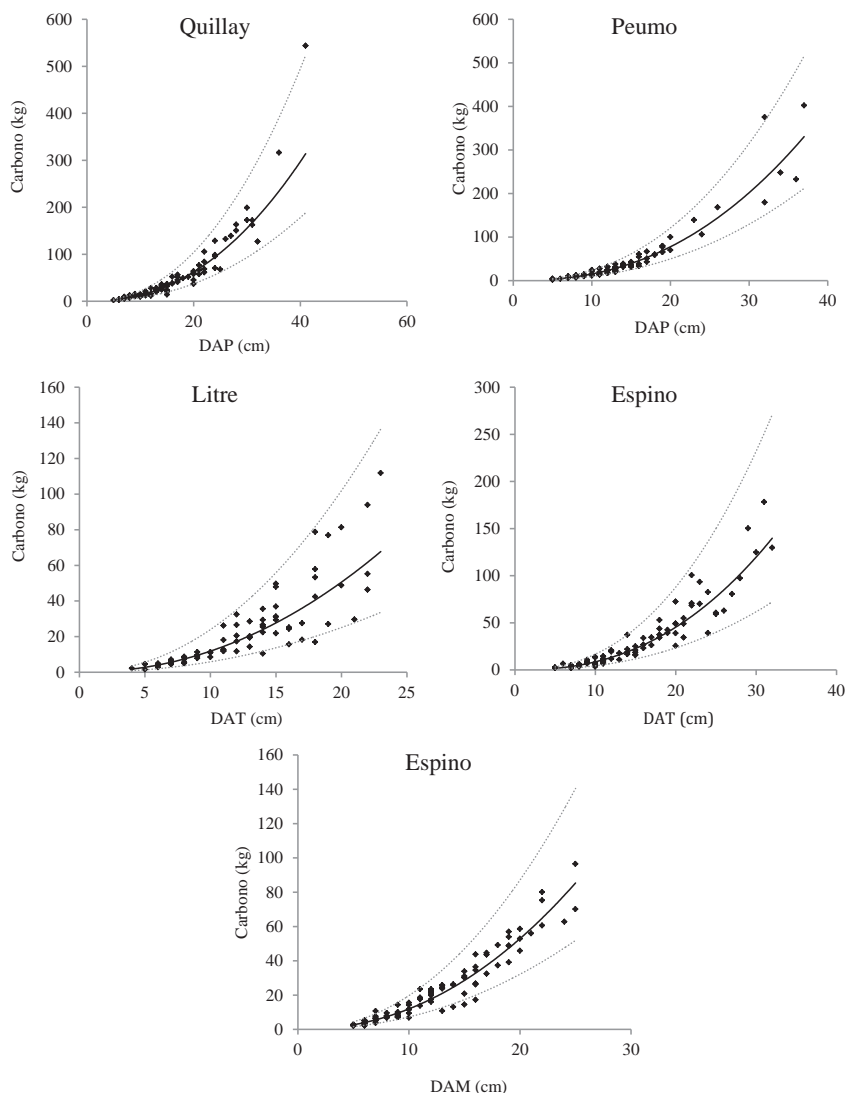 Quillay
Carbono (kg)
600
500
400
300
200
100
0
0 20 40 60
DAP (cm)
Peumo
Carbono (kg)
600
500
400
300
200
100
0
0 10 20 30 40
DAP (cm)
Litre
Carbono (kg)
160
140
120
100
80
60
40
20
0
0 5 10 15 20 25
DAT (cm)
Espino
Carbono (kg)
300
250
200
150
100
50
0
0 10 20 30 40
DAT (cm)
Espino
Carbono (kg)
160
140
120
100
80
60
40
20
0
0 10 20 30
DAM (cm)